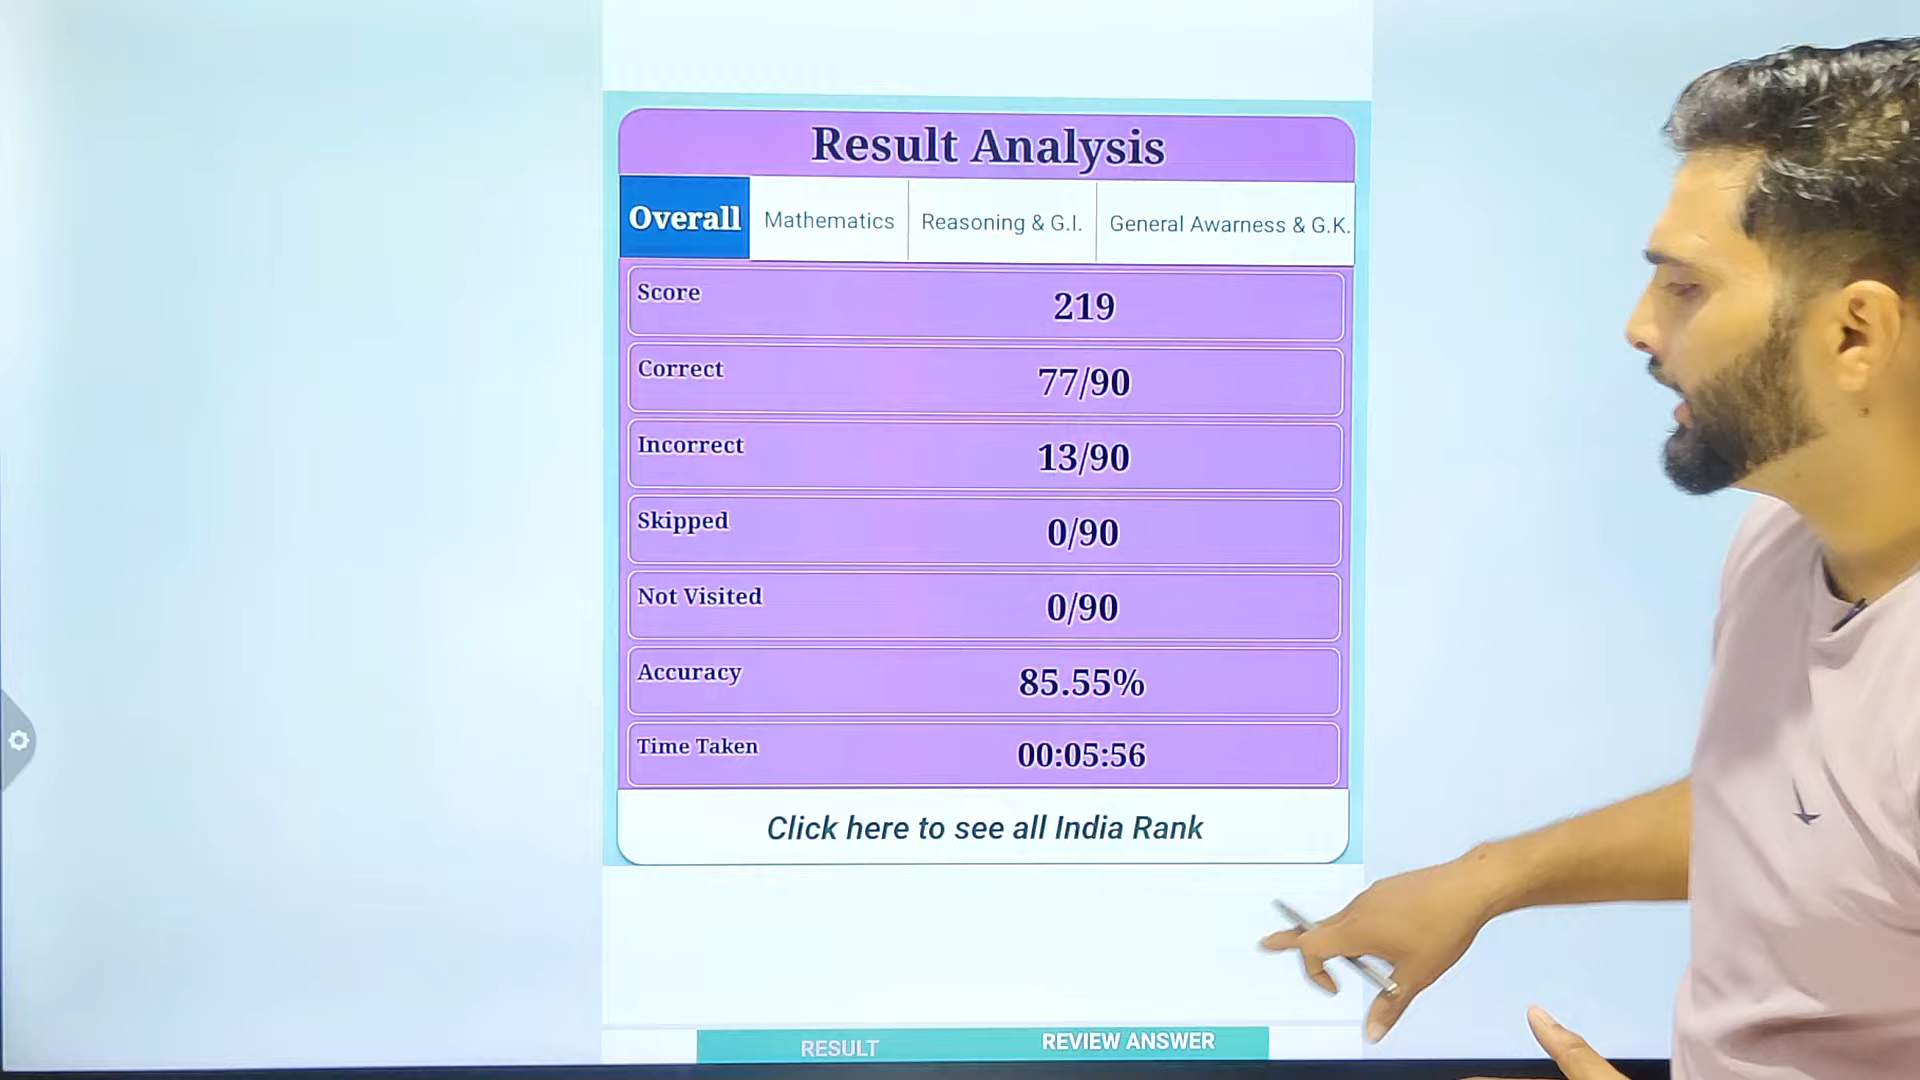 Result Analysis
Overall Mathematics Reasoning & G.I. General Awarness & G.K.
Score 219
Correct 77/90
Incorrect 13/90
Skipped 0/90
Not Visited 0/90
Accuracy 85.55%
Time Taken 00:05:56
Click here to see all India Rank
RESULT REVIEW ANSWER